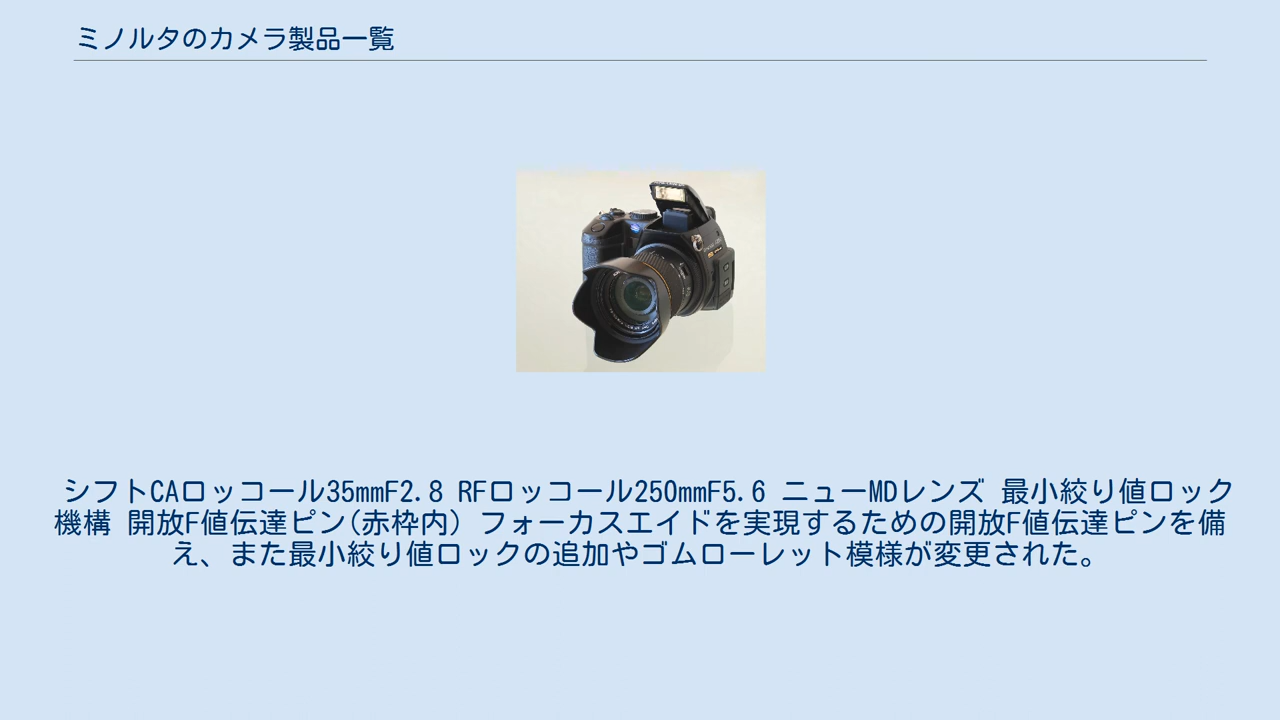 ミノルタのカメラ製品一覧
シフトCAロッコール35mmF2.8 RFロッコール250mmF5.6 ニューMDレンズ 最小絞り値ロック
機構 開放F値伝達ピン(赤枠内) フォーカスエイドを実現するための開放F値伝達ピンを備
え、また最小絞り値ロックの追加やゴムローレット模様が変更された。